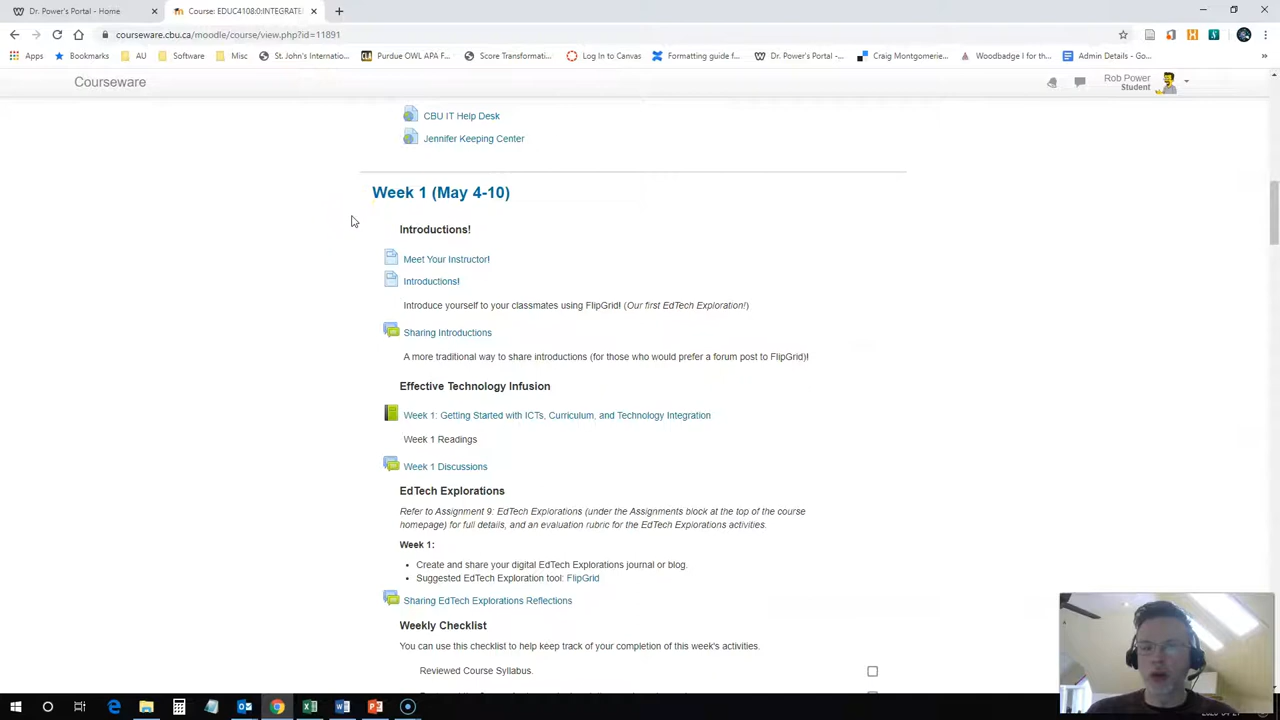 Dr. Power's Portal - Home
Course: EDUC4108:0:INTEGRATE
courseware.cbu.ca/moodle/course/view.php?id=11891
Apps
Bookmarks
AU
Software
Misc
St. John's Internatio...
Purdue OWL APA F...
Score Transformatio...
Log In to Canvas
Formatting guide f...
Dr. Power's Portal -...
Craig Montgomerie...
Woodbadge I for th...
Admin Details - Go...
Courseware
Rob Power
Student
CBU IT Help Desk
Jennifer Keeping Center
Week 1 (May 4-10)
Introductions!
Meet Your Instructor!
Introductions!
Introduce yourself to your classmates using FlipGrid! (Our first EdTech Exploration!)
Sharing Introductions
A more traditional way to share introductions (for those who would prefer a forum post to FlipGrid)!
Effective Technology Infusion
Week 1: Getting Started with ICTs, Curriculum, and Technology Integration
Week 1 Readings
Week 1 Discussions
EdTech Explorations
Refer to Assignment 9: EdTech Explorations (under the Assignments block at the top of the course
homepage) for full details, and an evaluation rubric for the EdTech Explorations activities.
Week 1:
• Create and share your digital EdTech Explorations journal or blog.
• Suggested EdTech Exploration tool: FlipGrid
Sharing EdTech Explorations Reflections
Weekly Checklist
You can use this checklist to help keep track of your completion of this week's activities.
Reviewed Course Syllabus.